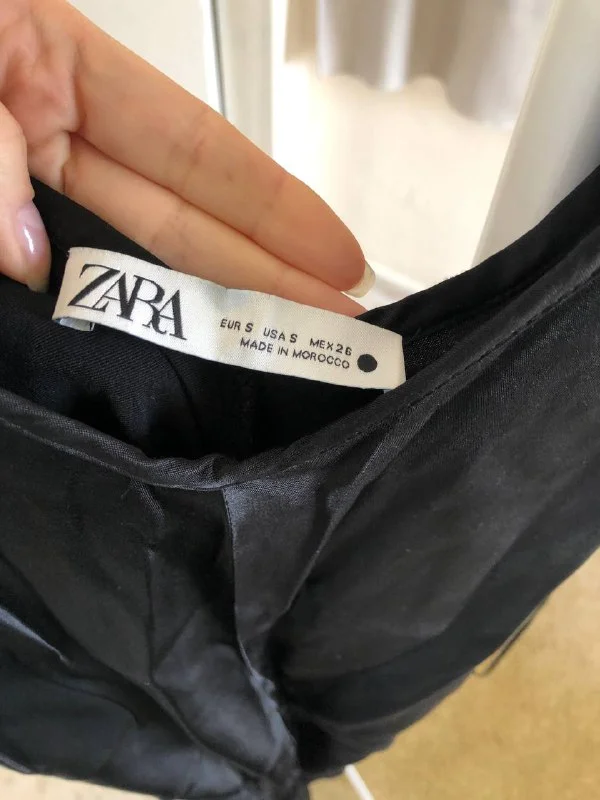 ZARA
EUR S USA S MEX 26
MADE IN MOROCCO